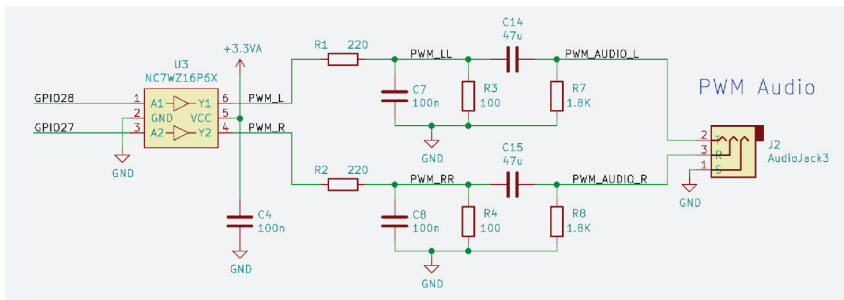 C14
47u
+3.3VA
R1 220
PWM_LL
PWM_AUDIO_L
U3
NC7WZ16P6X
C7
100n
R3
100
R7
1.8K
PWM Audio
GPIO28
1 A1 Y1 6
PWM_L
2 GND VCC 5
GPIO27
3 A2 Y2 4
PWM_R
GND
GND
C15
47u
2 T
3 R
1 S
J2
AudioJack3
R2 220
PWM_RR
PWM_AUDIO_R
GND
C4
100n
C8
100n
R4
100
R8
1.8K
GND
GND